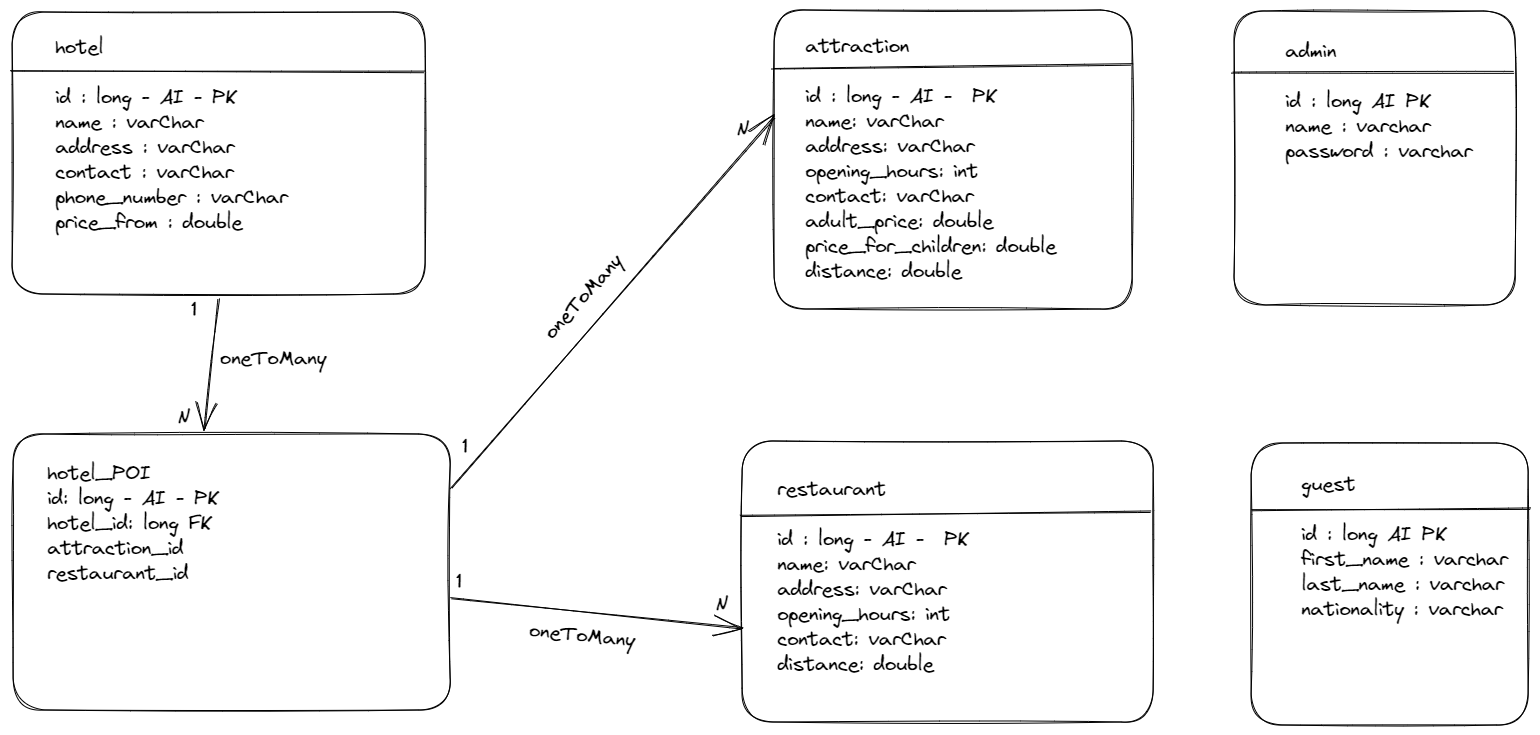 hotel
id : long - AI - PK
name : varChar
address : varChar
contact : varChar
phone_number : varChar
price_from : double
1
oneToMany
N
hotel_POI
id: long - AI - PK
hotel_id: long FK
attraction_id
restaurant_id
1
oneToMany
N
1
oneToMany
N
attraction
id : long - AI - PK
name: varChar
address: varChar
opening_hours: int
contact: varChar
adult_price: double
price_for_children: double
distance: double
restaurant
id : long - AI - PK
name: varChar
address: varChar
opening_hours: int
contact: varChar
distance: double
admin
id : long AI PK
name : varchar
password : varchar
guest
id : long AI PK
first_name : varchar
last_name : varchar
nationality : varchar